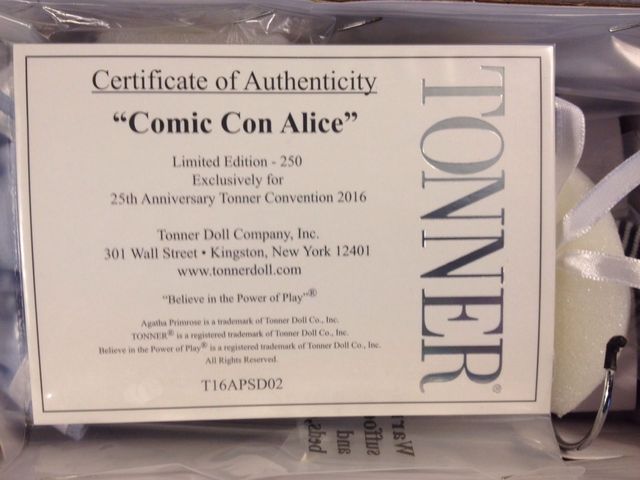 Certificate of Authenticity
“Comic Con Alice”
Limited Edition - 250
Exclusively for
25th Anniversary Tonner Convention 2016
Tonner Doll Company, Inc.
301 Wall Street • Kingston, New York 12401
www.tonnerdoll.com
“Believe in the Power of Play”®
Agatha Primrose is a trademark of Tonner Doll Co., Inc.
TONNER® is a registered trademark of Tonner Doll Co., Inc.
Believe in the Power of Play® is a registered trademark of Tonner Doll Co., Inc.
All Rights Reserved.
T16APSD02
TONNER®
Warn
and